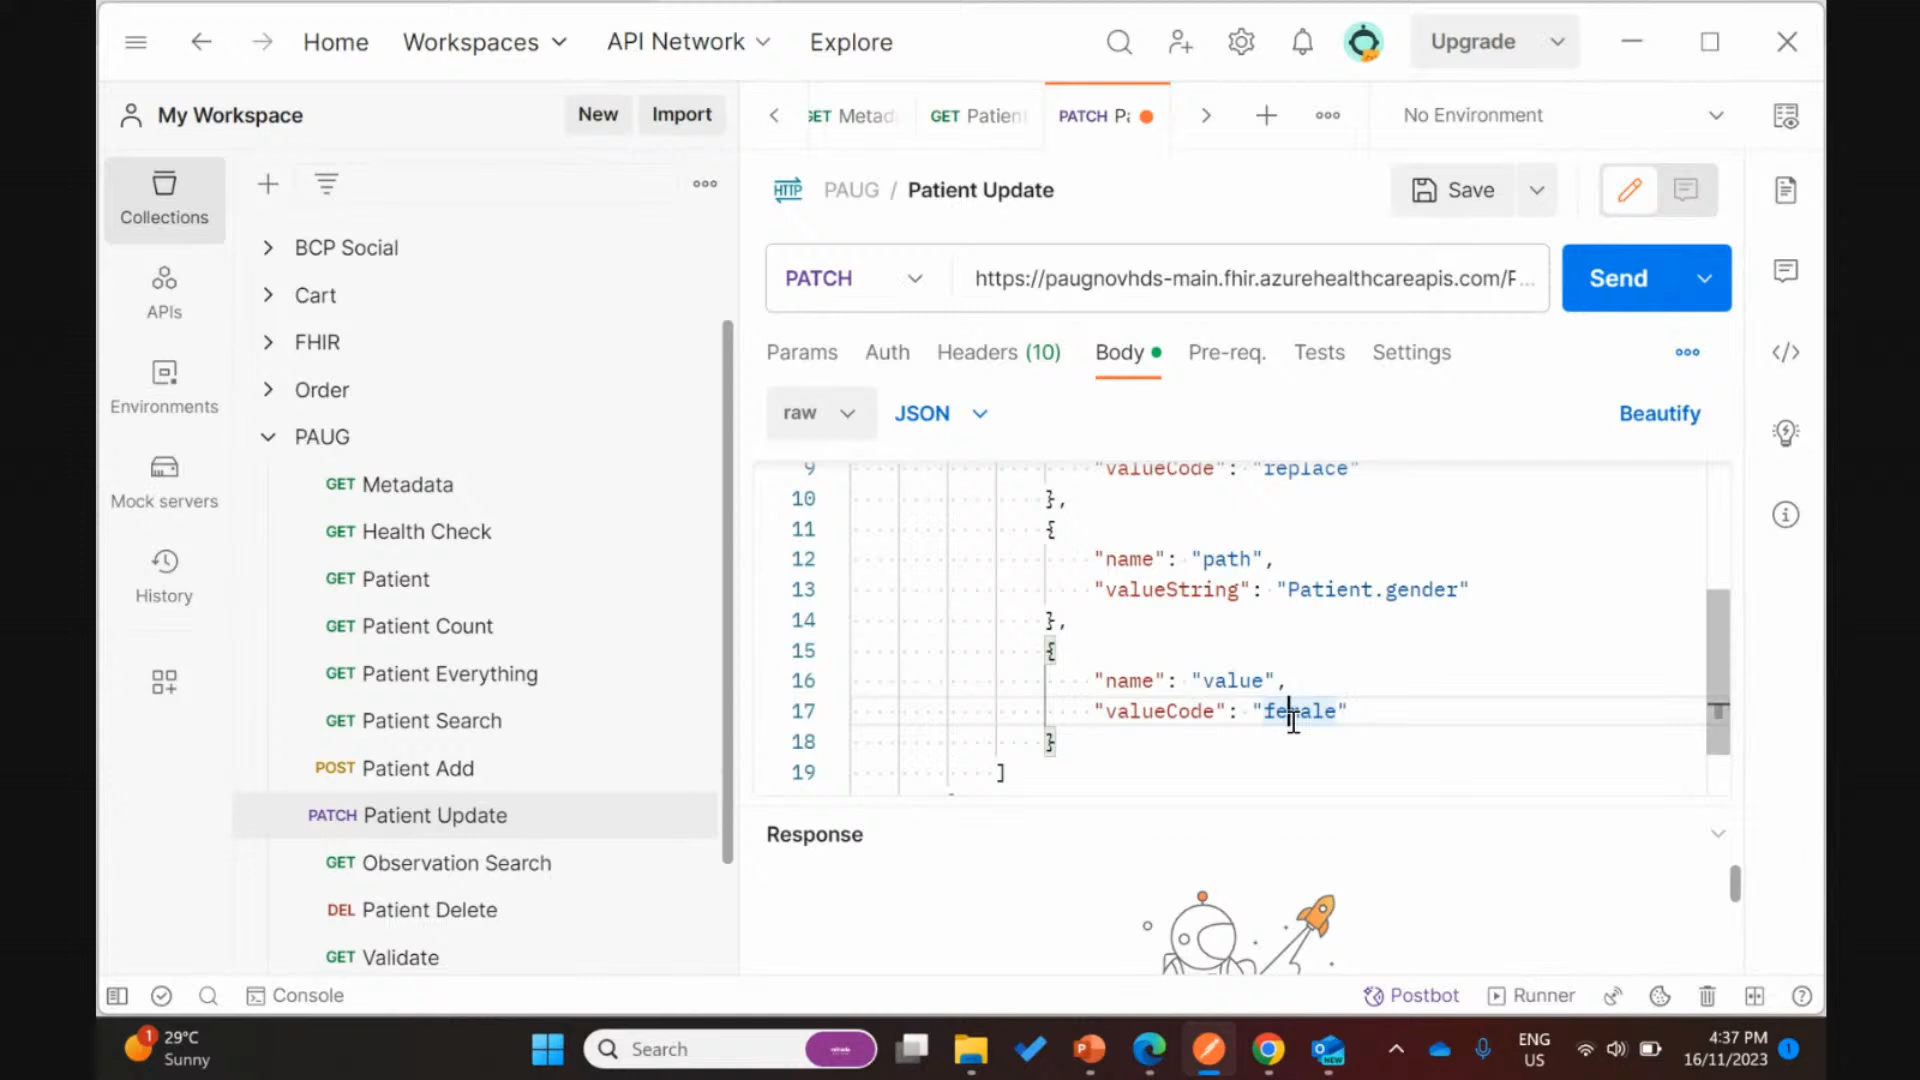 Home Workspaces API Network Explore Upgrade
My Workspace New Import
GET Patien PATCH Pa No Environment
Collections
PAUG / Patient Update Save
BCP Social
Cart
FHIR
Order
PAUG
GET Metadata
GET Health Check
GET Patient
GET Patient Count
GET Patient Everything
GET Patient Search
POST Patient Add
PATCH Patient Update
GET Observation Search
DEL Patient Delete
GET Validate
APIs
Environments
Mock servers
History
HTTP
PATCH https://paugnovhds-main.fhir.azurehealthcareapis.com/F... Send
Params Auth Headers (10) Body Pre-req. Tests Settings
raw JSON Beautify
9 "valueCode": "replace"
10 },
11 {
12 "name": "path",
13 "valueString": "Patient.gender"
14 },
15 {
16 "name": "value",
17 "valueCode": "female"
18 }
19 ]
Response
Console Postbot Runner
1 29°C
Sunny
Search
NEW
ENG
US
4:37 PM
16/11/2023
1